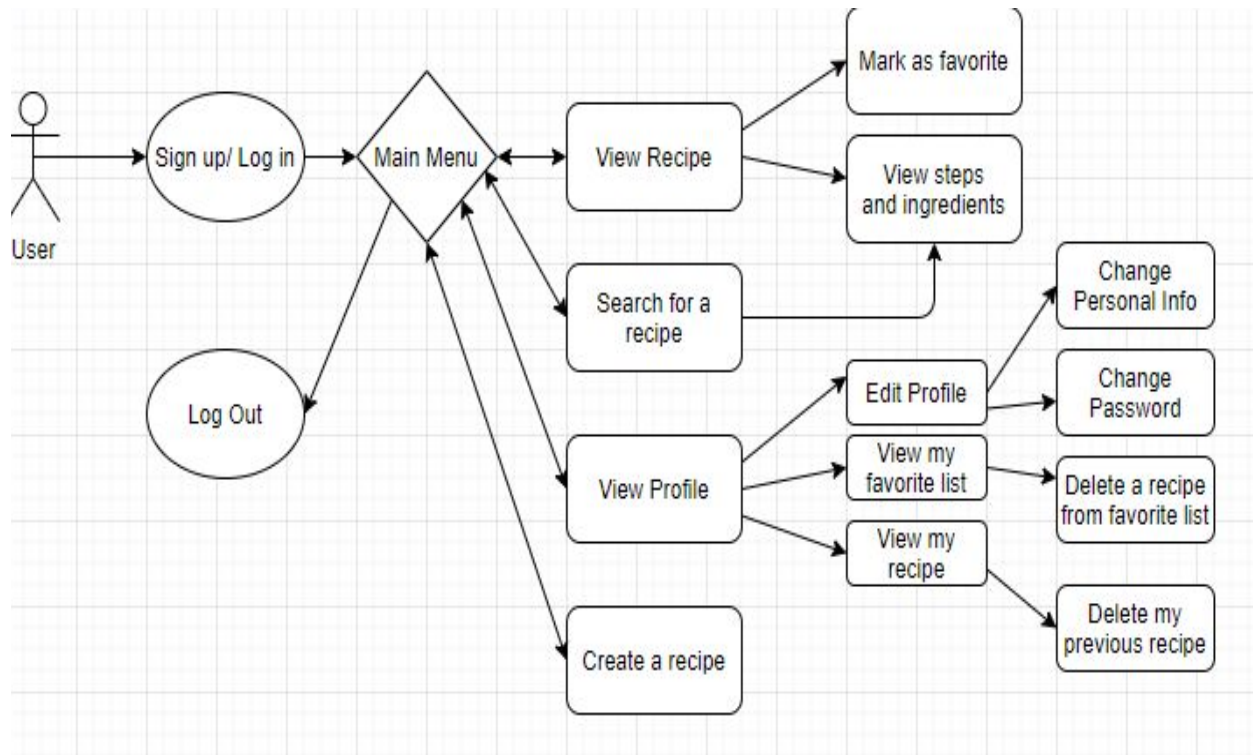 Mark as favorite
Sign up/ Log in
Main Menu
View Recipe
View steps
and ingredients
User
Change
Personal Info
Search for a
recipe
Edit Profile
Change
Password
Log Out
View my
favorite list
View Profile
Delete a recipe
from favorite list
View my
recipe
Create a recipe
Delete my
previous recipe